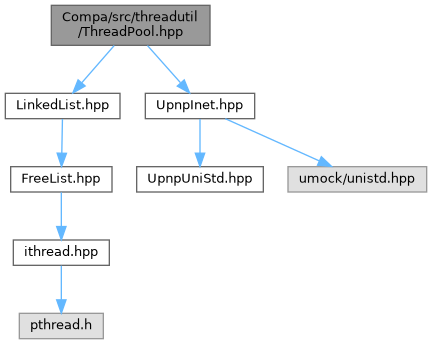 Compa/src/threadutil
/ThreadPool.hpp
LinkedList.hpp
UpnpInet.hpp
FreeList.hpp
UpnpUniStd.hpp
umock/unistd.hpp
ithread.hpp
pthread.h